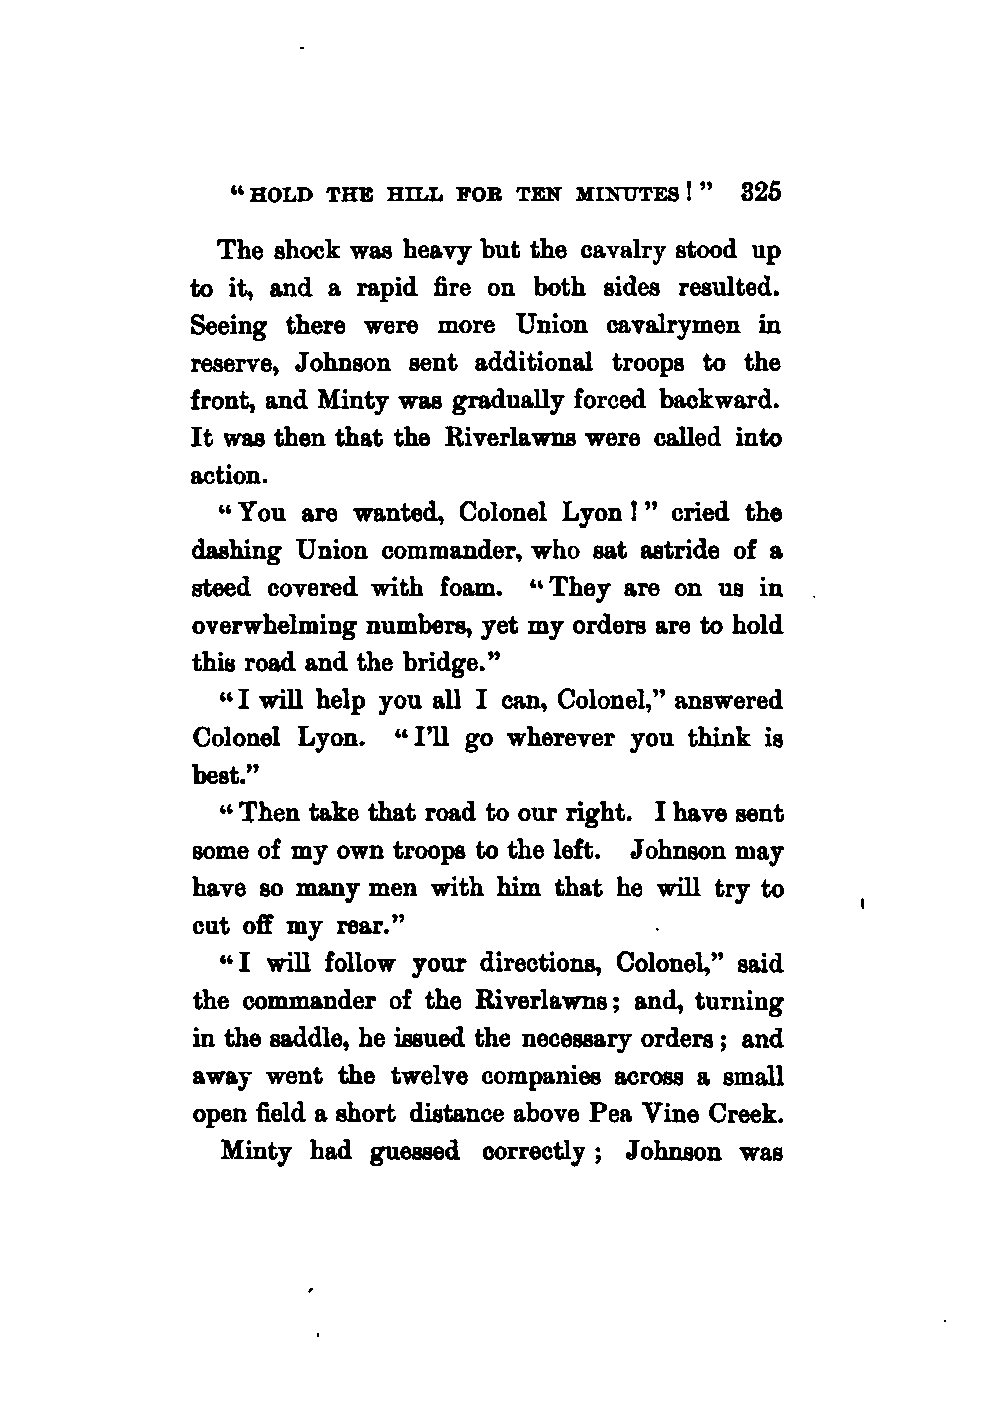 “HOLD THE HILL FOR TEN MINUTES!” 325
The shock was heavy but the cavalry stood up
to it, and a rapid fire on both sides resulted.
Seeing there were more Union cavalrymen in
reserve, Johnson sent additional troops to the
front, and Minty was gradually forced backward.
It was then that the Riverlawns were called into
action.
“You are wanted, Colonel Lyon!” cried the
dashing Union commander, who sat astride of a
steed covered with foam. “They are on us in
overwhelming numbers, yet my orders are to hold
this road and the bridge.”
“I will help you all I can, Colonel,” answered
Colonel Lyon. “I’ll go wherever you think is
best.”
“Then take that road to our right. I have sent
some of my own troops to the left. Johnson may
have so many men with him that he will try to
cut off my rear.”
“I will follow your directions, Colonel,” said
the commander of the Riverlawns; and, turning
in the saddle, he issued the necessary orders; and
away went the twelve companies across a small
open field a short distance above Pea Vine Creek.
Minty had guessed correctly; Johnson was